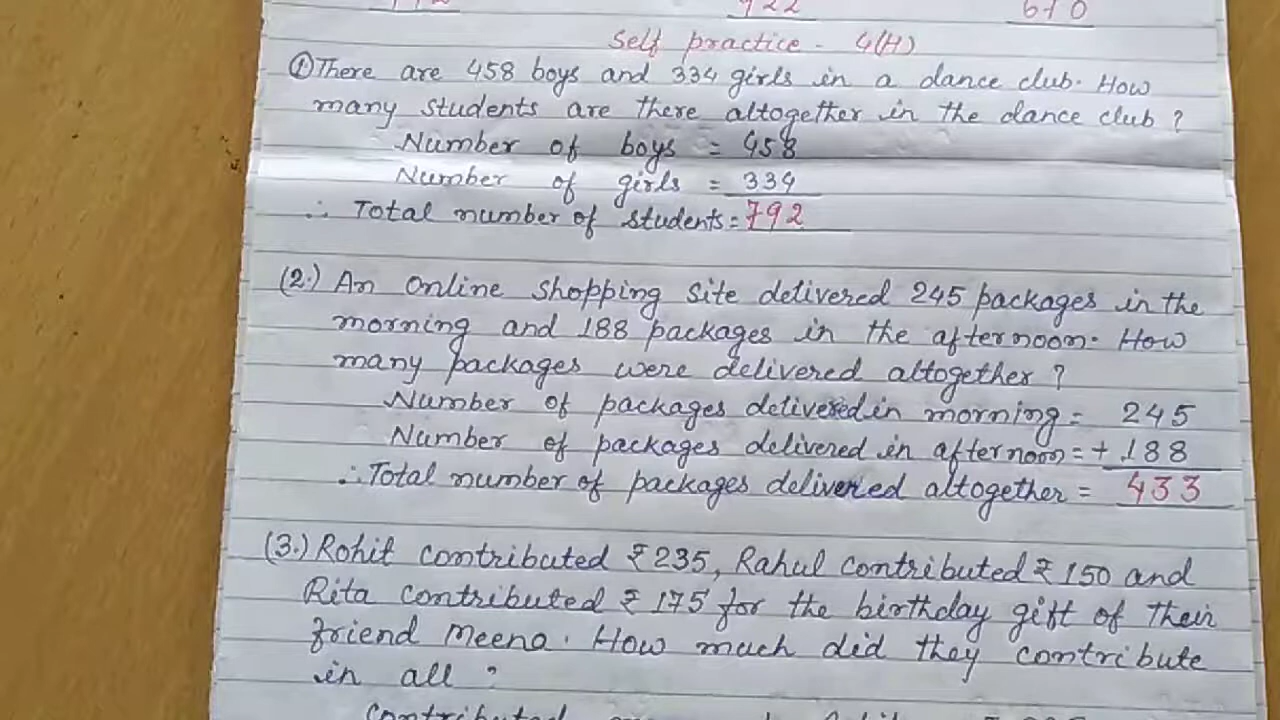 922
670
Self practice - 4(H)
①There are 458 boys and 334 girls in a dance club. How
many students are there altogether in the dance club ?
Number of boys = 458
Number of girls = 334
∴ Total number of students = 792
(2.) An online shopping site delivered 245 packages in the
morning and 188 packages in the afternoon. How
many packages were delivered altogether ?
Number of packages delivered in morning = 245
Number of packages delivered in afternoon = + 188
∴ Total number of packages delivered altogether = 433
(3.) Rohit contributed ₹ 235, Rahul contributed ₹ 150 and
Rita contributed ₹ 175 for the birthday gift of their
friend Meena. How much did they contribute
in all ?